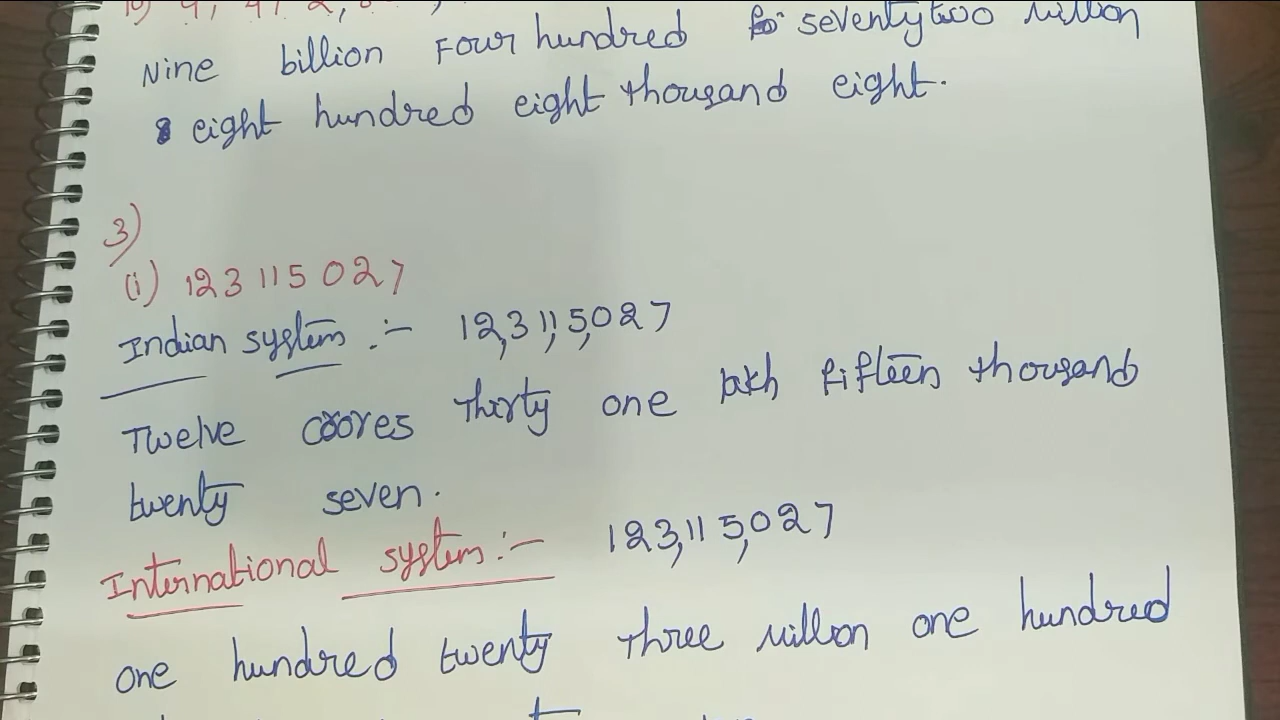 Nine billion Four hundred seventytwo million
eight hundred eight thousand eight.
3)
(i) 123115027
Indian system :- 12,31,15,027
Twelve crores thirty one lakh fifteen thousand
twenty seven.
International system :- 123,115,027
one hundred twenty three million one hundred